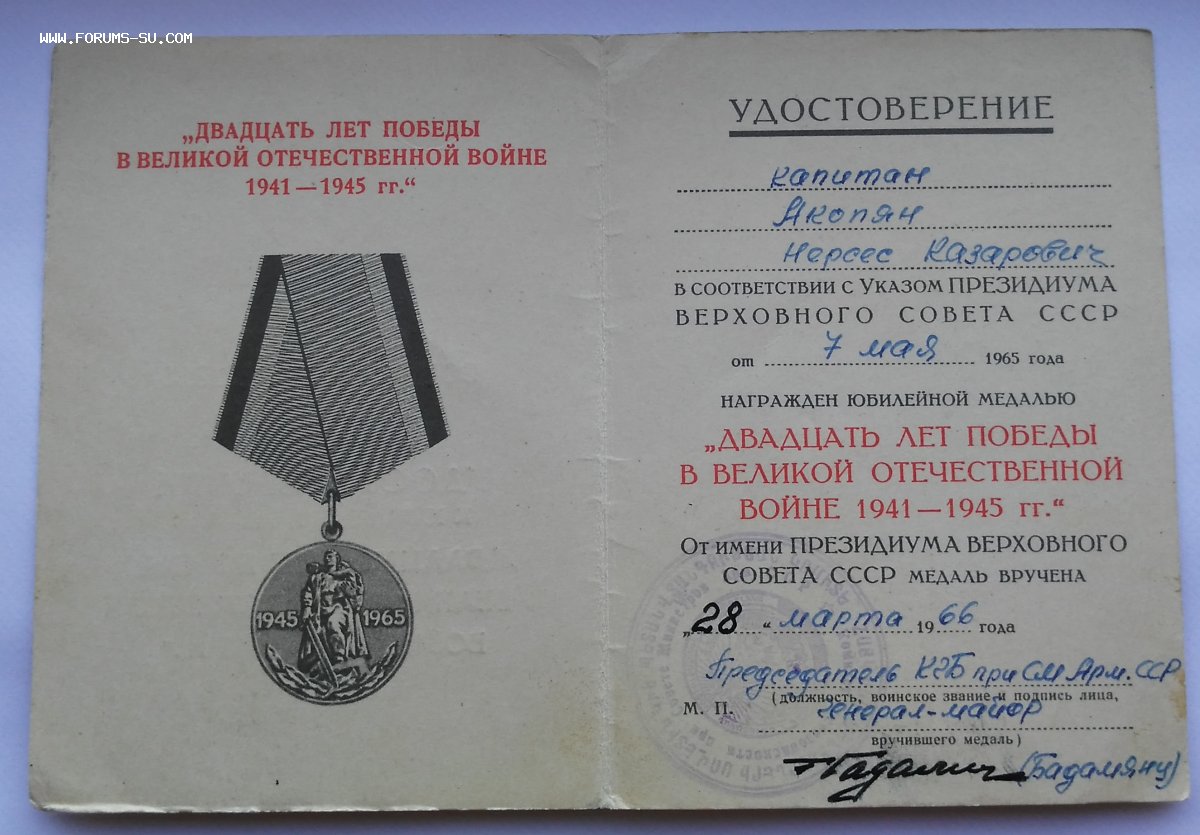 WWW.FORUMS-SU.COM
„ДВАДЦАТЬ ЛЕТ ПОБЕДЫ
В ВЕЛИКОЙ ОТЕЧЕСТВЕННОЙ ВОЙНЕ
1941—1945 гг.“
1945 1965
УДОСТОВЕРЕНИЕ
капитан
Акопян
Нерсес Казарович
В СООТВЕТСТВИИ С УКАЗОМ ПРЕЗИДИУМА
ВЕРХОВНОГО СОВЕТА СССР
от 7 мая 1965 года
НАГРАЖДЕН ЮБИЛЕЙНОЙ МЕДАЛЬЮ
„ДВАДЦАТЬ ЛЕТ ПОБЕДЫ
В ВЕЛИКОЙ ОТЕЧЕСТВЕННОЙ
ВОЙНЕ 1941—1945 гг.“
ОТ ИМЕНИ ПРЕЗИДИУМА ВЕРХОВНОГО
СОВЕТА СССР МЕДАЛЬ ВРУЧЕНА
„28“ марта 1966 года
Председатель КГБ при СМ Арм. ССР
(должность, воинское звание и подпись лица,
М. П. генерал-майор
вручившего медаль)
(Бадамянц)